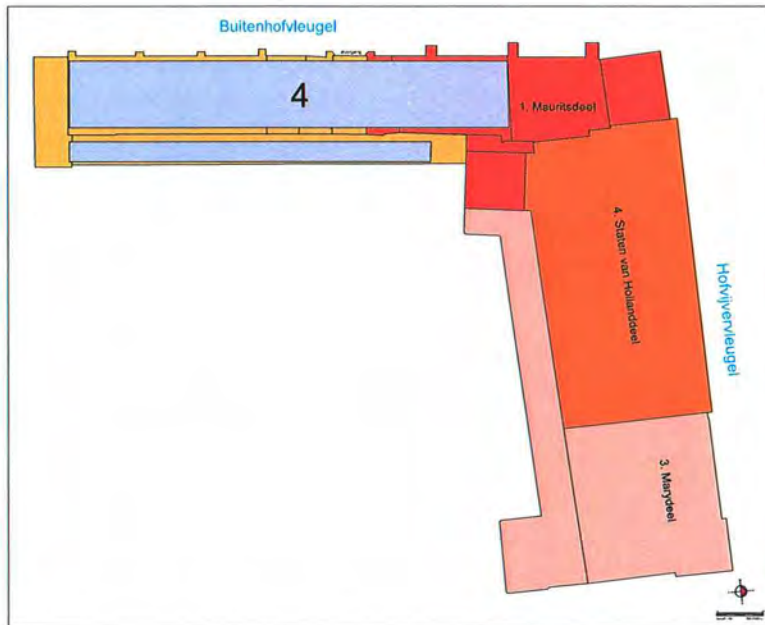 Buitenhofvleugel
4
1. Mauritsdeel
4. Staten van Hollanddeel
Hofvijvervleugel
3. Marydeel